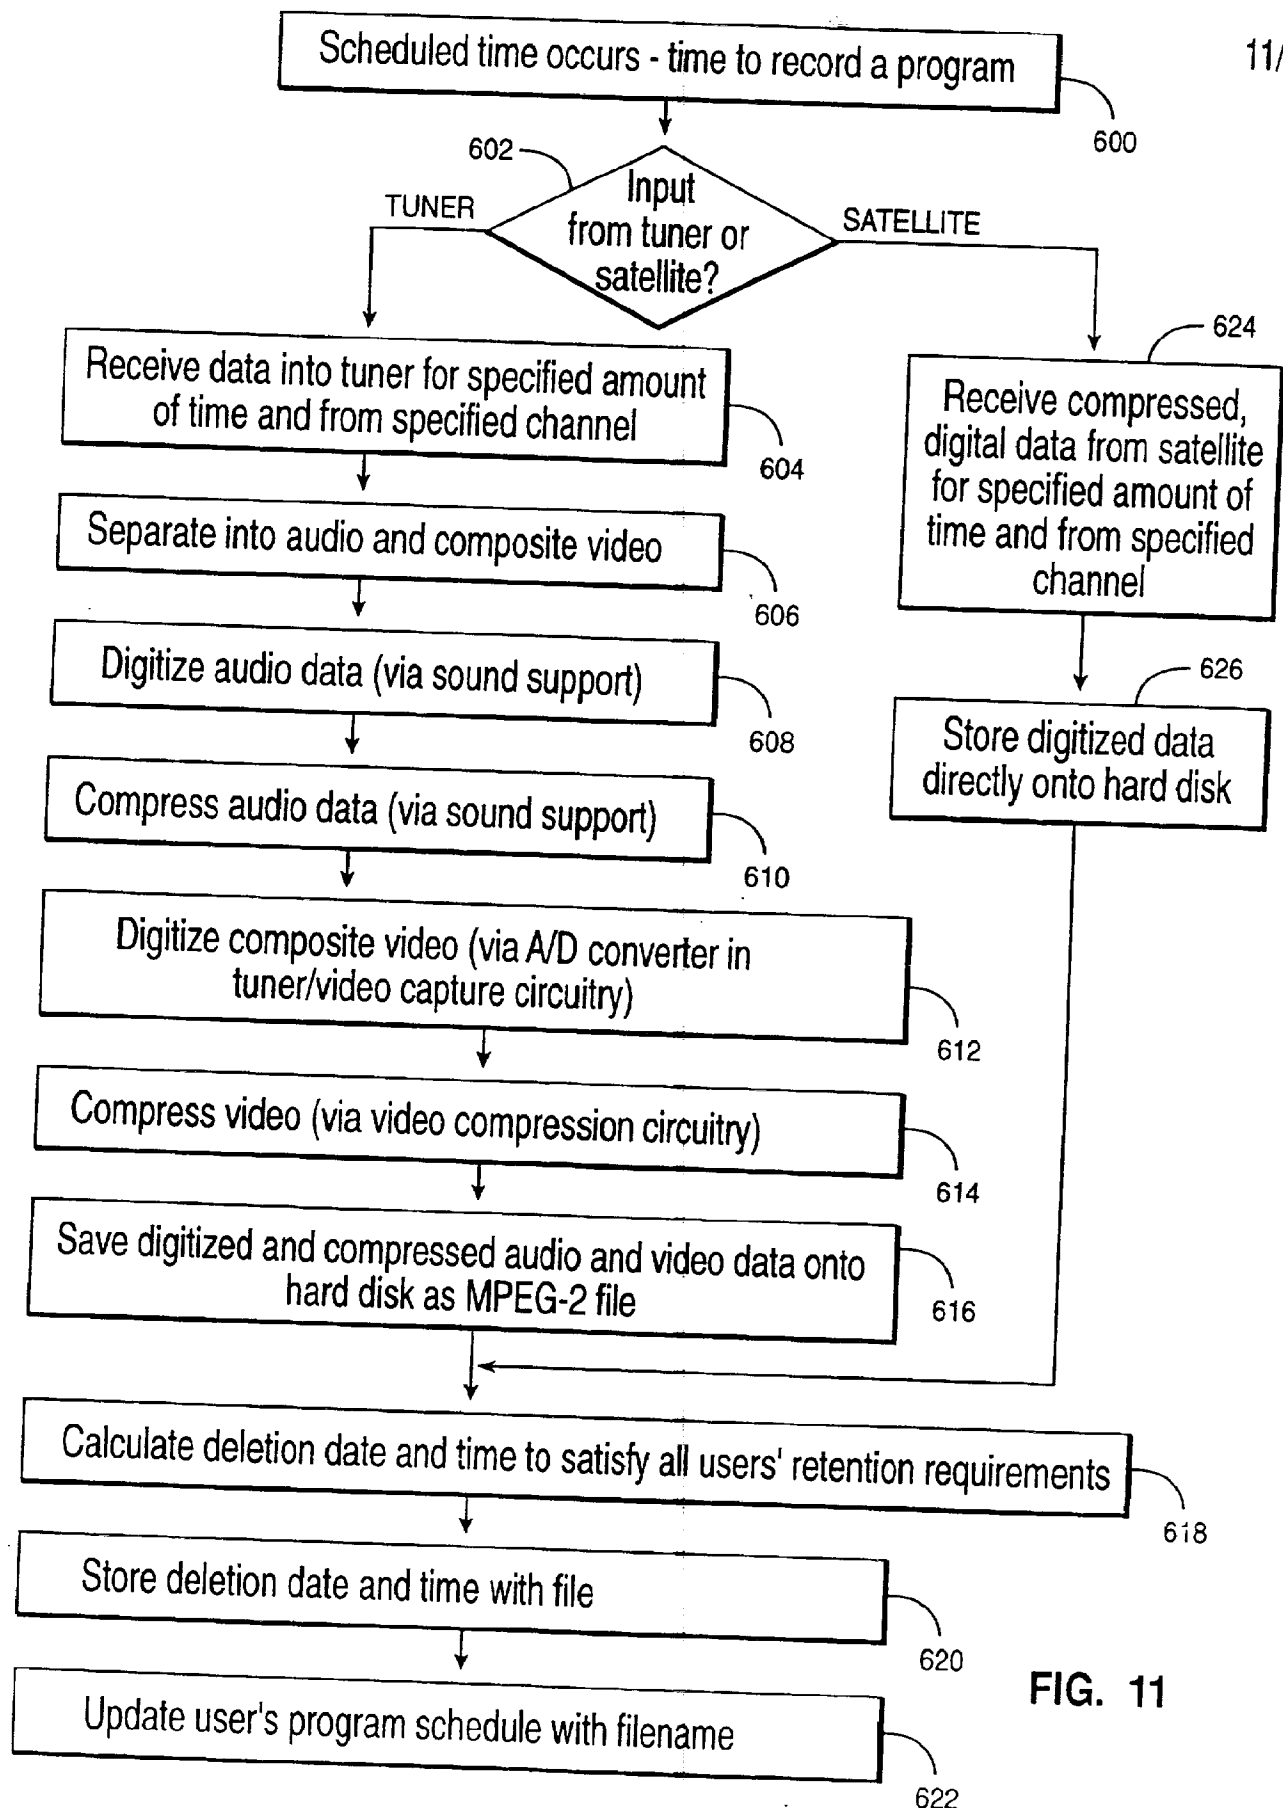 11/
Scheduled time occurs - time to record a program
600
602
Input
from tuner or
satellite?
TUNER
SATELLITE
Receive data into tuner for specified amount
of time and from specified channel
604
Separate into audio and composite video
606
Digitize audio data (via sound support)
608
Compress audio data (via sound support)
610
Digitize composite video (via A/D converter in
tuner/video capture circuitry)
612
Compress video (via video compression circuitry)
614
Save digitized and compressed audio and video data onto
hard disk as MPEG-2 file
616
624
Receive compressed,
digital data from satellite
for specified amount of
time and from specified
channel
626
Store digitized data
directly onto hard disk
Calculate deletion date and time to satisfy all users' retention requirements
618
Store deletion date and time with file
620
Update user's program schedule with filename
622
FIG. 11